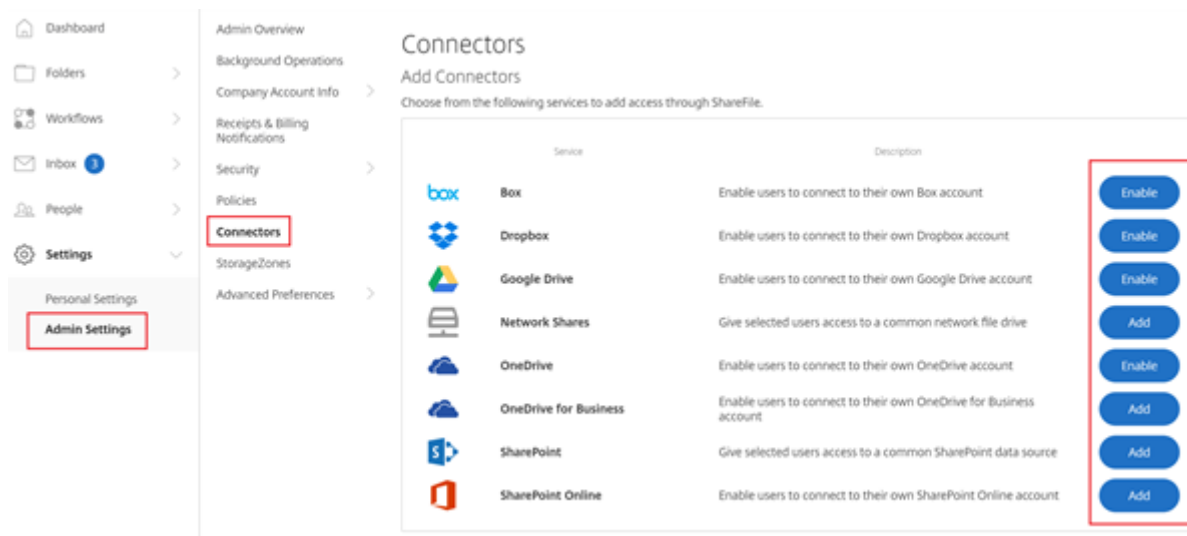 Dashboard
Folders
Workflows
Inbox 3
People
Settings
Personal Settings
Admin Settings
Admin Overview
Background Operations
Company Account Info
Receipts & Billing
Notifications
Security
Policies
Connectors
StorageZones
Advanced Preferences
Connectors
Add Connectors
Choose from the following services to add access through ShareFile.
Service Description
box Box Enable users to connect to their own Box account Enable
Dropbox Enable users to connect to their own Dropbox account Enable
Google Drive Enable users to connect to their own Google Drive account Enable
Network Shares Give selected users access to a common network file drive Add
OneDrive Enable users to connect to their own OneDrive account Enable
OneDrive for Business Enable users to connect to their own OneDrive for Business
account Add
S SharePoint Give selected users access to a common SharePoint data source Add
SharePoint Online Enable users to connect to their own SharePoint Online account Add